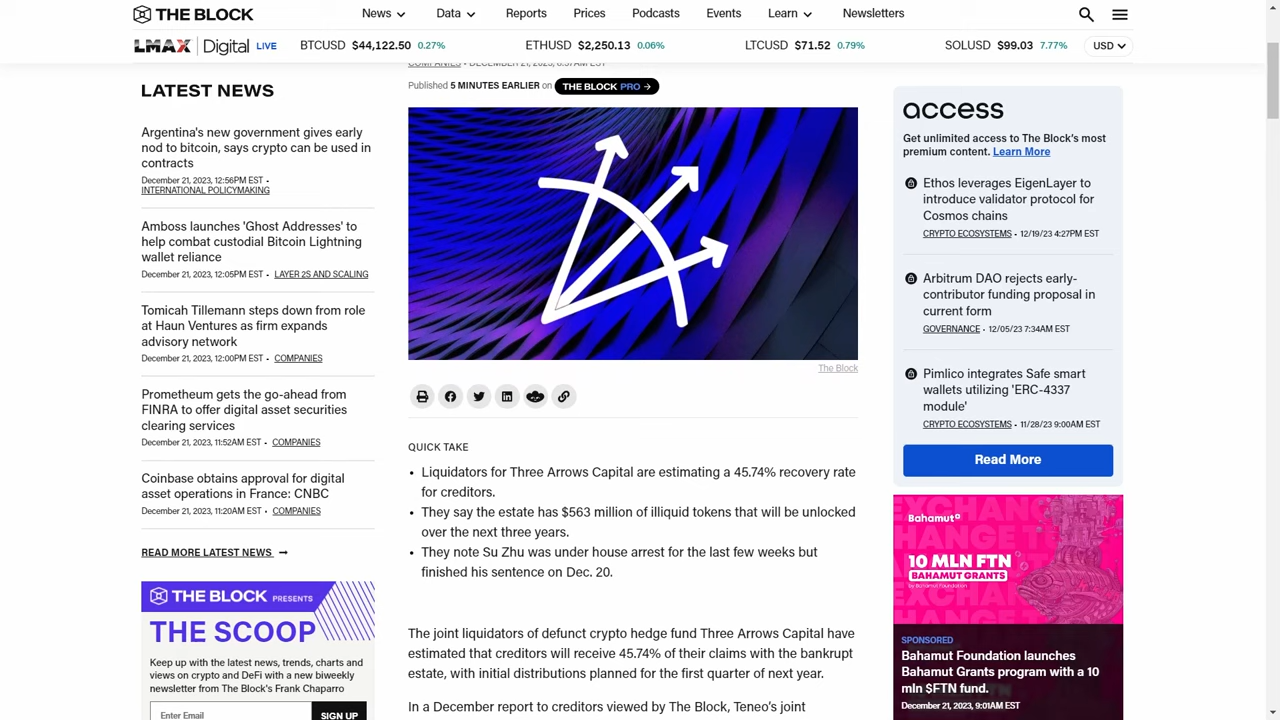 THE BLOCK
News
Data
Reports
Prices
Podcasts
Events
Learn
Newsletters
LMAX Digital LIVE
BTCUSD $44,122.50 0.27%
ETHUSD $2,250.13 0.06%
LTCUSD $71.52 0.79%
SOLUSD $99.03 7.77%
USD
LATEST NEWS
Argentina's new government gives early
nod to bitcoin, says crypto can be used in
contracts
December 21, 2023, 12:56PM EST •
INTERNATIONAL POLICYMAKING
Amboss launches 'Ghost Addresses' to
help combat custodial Bitcoin Lightning
wallet reliance
December 21, 2023, 12:05PM EST • LAYER 2S AND SCALING
Tomicah Tillemann steps down from role
at Haun Ventures as firm expands
advisory network
December 21, 2023, 12:00PM EST • COMPANIES
Prometheum gets the go-ahead from
FINRA to offer digital asset securities
clearing services
December 21, 2023, 11:52AM EST • COMPANIES
Coinbase obtains approval for digital
asset operations in France: CNBC
December 21, 2023, 11:20AM EST • COMPANIES
READ MORE LATEST NEWS →
THE BLOCK PRESENTS
THE SCOOP
Keep up with the latest news, trends, charts and
views on crypto and DeFi with a new biweekly
newsletter from The Block's Frank Chaparro
Enter Email
SIGN UP
Published 5 MINUTES EARLIER on THE BLOCK PRO →
The Block
QUICK TAKE
• Liquidators for Three Arrows Capital are estimating a 45.74% recovery rate
for creditors.
• They say the estate has $563 million of illiquid tokens that will be unlocked
over the next three years.
• They note Su Zhu was under house arrest for the last few weeks but
finished his sentence on Dec. 20.
The joint liquidators of defunct crypto hedge fund Three Arrows Capital have
estimated that creditors will receive 45.74% of their claims with the bankrupt
estate, with initial distributions planned for the first quarter of next year.
In a December report to creditors viewed by The Block, Teneo's joint
access
Get unlimited access to The Block's most
premium content. Learn More
Ethos leverages EigenLayer to
introduce validator protocol for
Cosmos chains
CRYPTO ECOSYSTEMS • 12/19/23 4:27PM EST
Arbitrum DAO rejects early-
contributor funding proposal in
current form
GOVERNANCE • 12/05/23 7:34AM EST
Pimlico integrates Safe smart
wallets utilizing 'ERC-4337
module'
CRYPTO ECOSYSTEMS • 11/28/23 9:00AM EST
Read More
Bahamut
10 MLN FTN
BAHAMUT GRANTS
by Bahamut Foundation
SPONSORED
Bahamut Foundation launches
Bahamut Grants program with a 10
mln $FTN fund.
December 21, 2023, 9:01AM EST